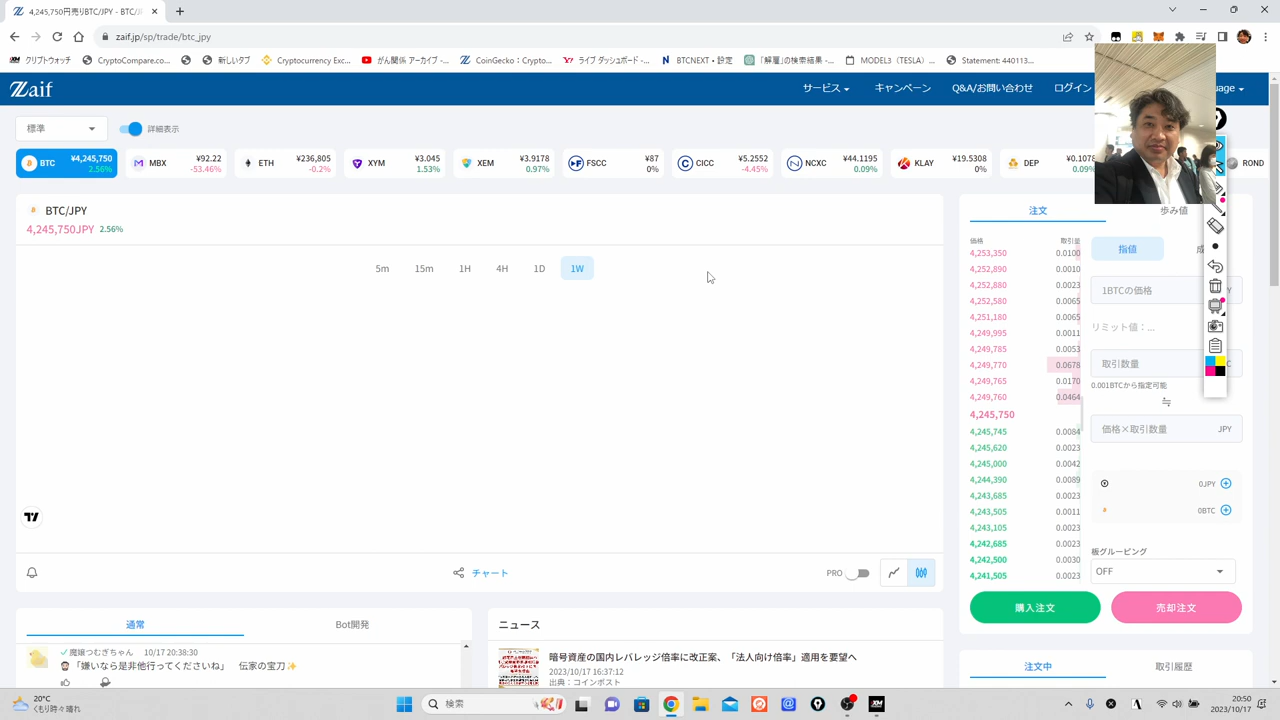 4,245,750円売りBTC/JPY - BTC/JF
zaif.jp/sp/trade/btc_jpy
クリプトウォッチ
CryptoCompare.co...
新しいタブ
Cryptocurrency Exc...
がん関係 アーカイブ -...
CoinGecko：Crypto...
ライブ ダッシュボード -...
BTCNEXT • 設定
「解雇」の検索結果 -...
MODEL3（TESLA）...
Statement: 440113...
Zaif
サービス
キャンペーン
Q&A/お問い合わせ
ログイン
uage
標準
詳細表示
BTC ¥4,245,750 2.56%
MBX ¥92.22 -53.46%
ETH ¥236,805 -0.2%
XYM ¥3.045 1.53%
XEM ¥3.9178 0.97%
FSCC ¥87 0%
CICC ¥5.2552 -4.45%
NCXC ¥44.1195 0.09%
KLAY ¥19.5308 0%
DEP ¥0.1078 0.09%
ROND
BTC/JPY
4,245,750JPY 2.56%
5m 15m 1H 4H 1D 1W
PRO
チャート
注文 歩み値
価格 取引量
4,253,350 0.0100
4,252,890 0.0010
4,252,880 0.0023
4,252,580 0.0065
4,251,180 0.0065
4,249,995 0.0011
4,249,785 0.0053
4,249,770 0.0678
4,249,765 0.0170
4,249,760 0.0464
4,245,750
4,245,745 0.0084
4,245,620 0.0023
4,245,000 0.0042
4,244,390 0.0089
4,243,685 0.0023
4,243,505 0.0011
4,243,105 0.0023
4,242,685 0.0023
4,242,500 0.0030
4,241,505 0.0023
指値 成
1BTCの価格 Y
リミット値：...
取引数量 C
0.001BTCから指定可能
価格×取引数量 JPY
0JPY
0BTC
板グルーピング
OFF
購入注文
売却注文
通常 Bot開発
魔嬢つむぎちゃん 10/17 20:38:30
「嫌いなら是非他行ってくださいね」 伝家の宝刀
ニュース
暗号資産の国内レバレッジ倍率に改正案、「法人向け倍率」適用を要望へ
2023/10/17 16:37:12
出典：コインポスト
注文中 取引履歴
20°C
くもり時々晴れ
検索
20:50
2023/10/17